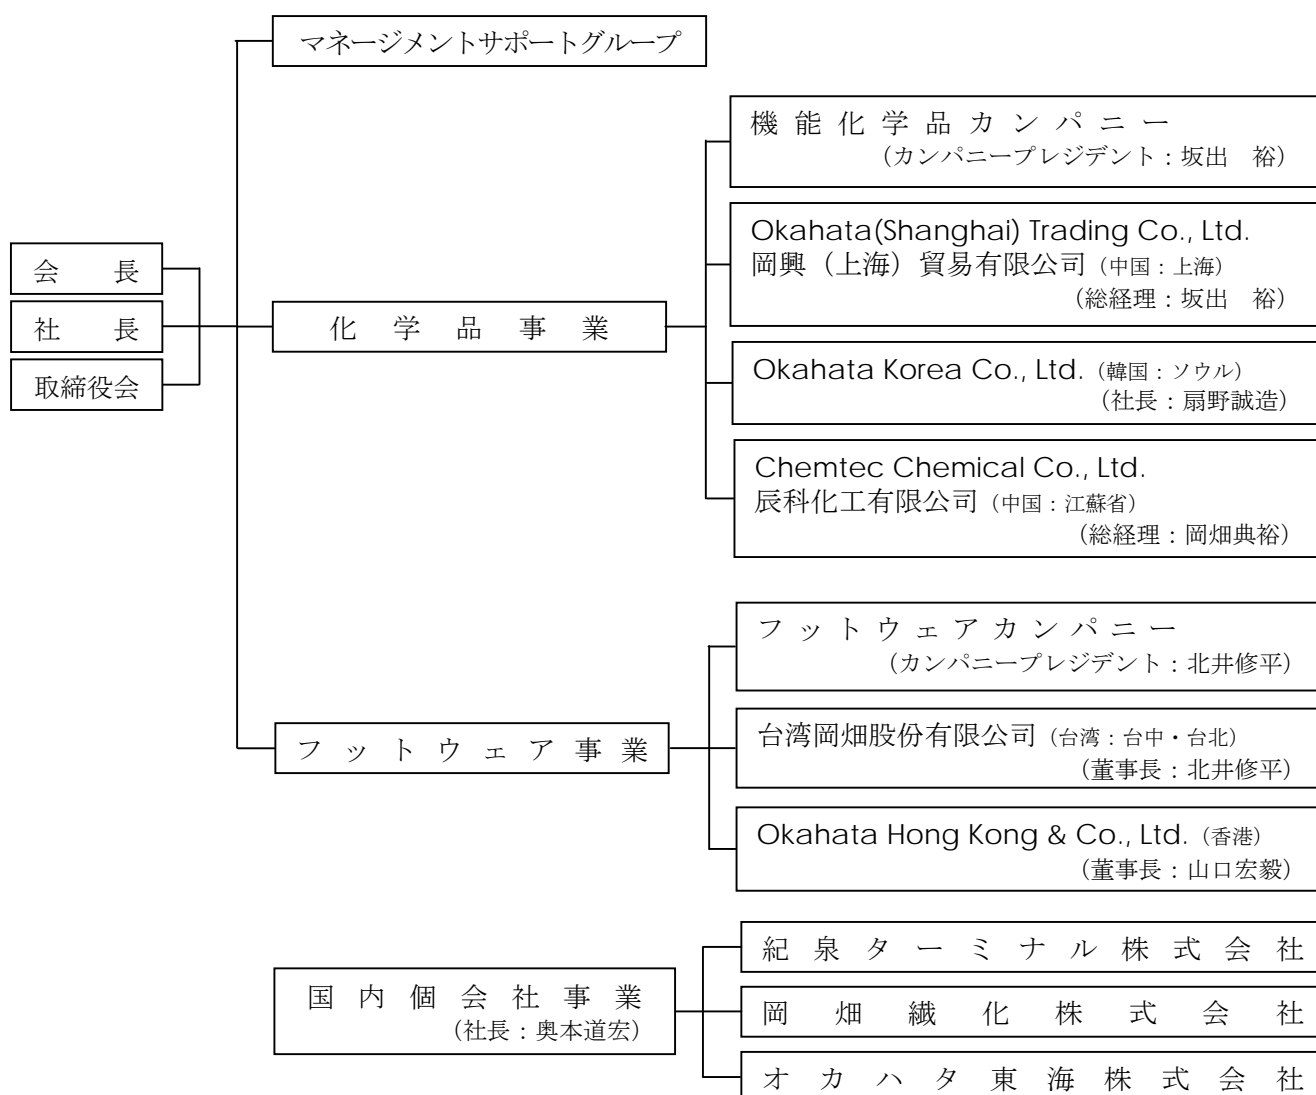 マネージメントサポートグループ
機能化学品カンパニー
（カンパニープレジデント：坂出　裕）
Okahata(Shanghai) Trading Co., Ltd.
岡興（上海）貿易有限公司（中国：上海）
（総経理：坂出　裕）
会　長
社　長
取締役会
化学品事業
Okahata Korea Co., Ltd.（韓国：ソウル）
（社長：扇野誠造）
Chemtec Chemical Co., Ltd.
辰科化工有限公司（中国：江蘇省）
（総経理：岡畑典裕）
フットウェアカンパニー
（カンパニープレジデント：北井修平）
フットウェア事業
台湾岡畑股份有限公司（台湾：台中・台北）
（董事長：北井修平）
Okahata Hong Kong & Co., Ltd.（香港）
（董事長：山口宏毅）
国内個会社事業
（社長：奥本道宏）
紀泉ターミナル株式会社
岡畑繊化株式会社
オカハタ東海株式会社